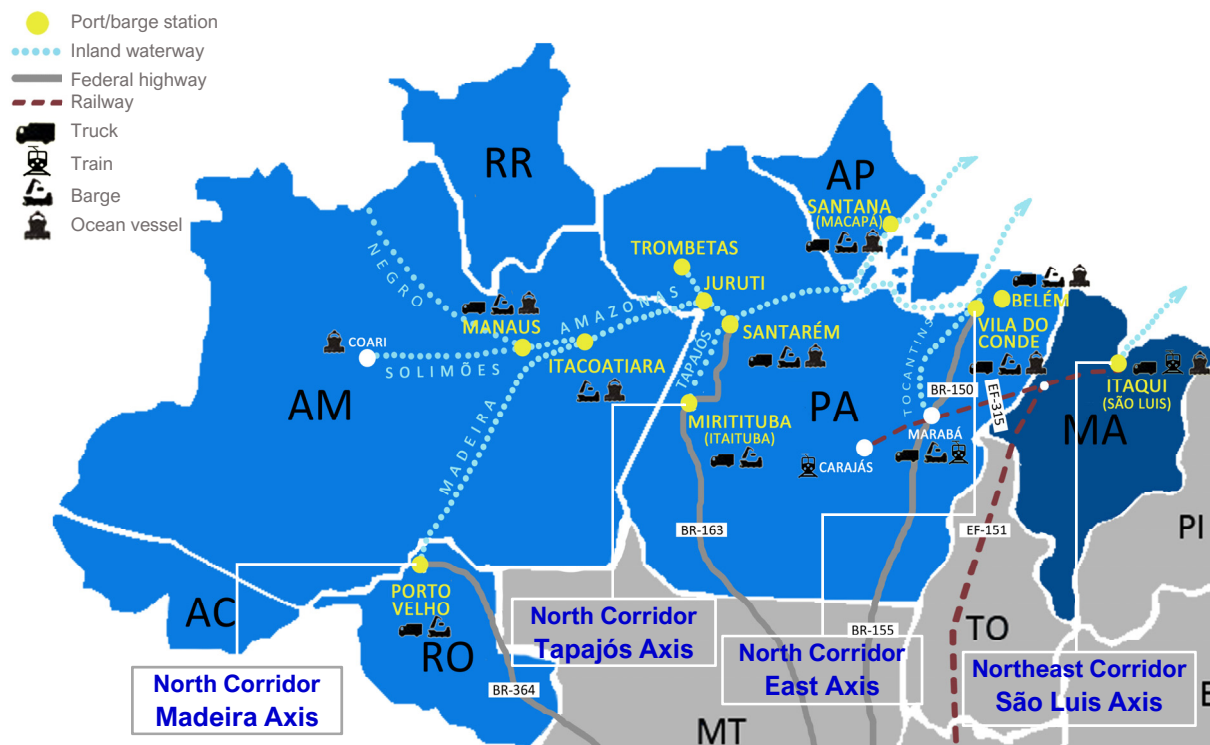 Port/barge station
Inland waterway
Federal highway
Railway
Truck
Train
Barge
Ocean vessel
RR
AP
SANTANA
(MACAPÁ)
TROMBETAS
JURUTI
NEGRO
AMAZONAS
MANAUS
COARI
SOLIMÕES
ITACOATIARA
SANTARÉM
TAPAJÓS
BELÉM
VILA DO
CONDE
TOCANTINS
BR-150
EF-315
ITAQUI
(SÃO LUIS)
AM
MADEIRA
MIRITITUBA
(ITAITUBA)
PA
MARABÁ
CARAJÁS
MA
BR-163
EF-151
PI
PORTO
VELHO
AC
RO
BR-364
BR-155
TO
MT
North Corridor
Madeira Axis
North Corridor
Tapajós Axis
North Corridor
East Axis
Northeast Corridor
São Luis Axis